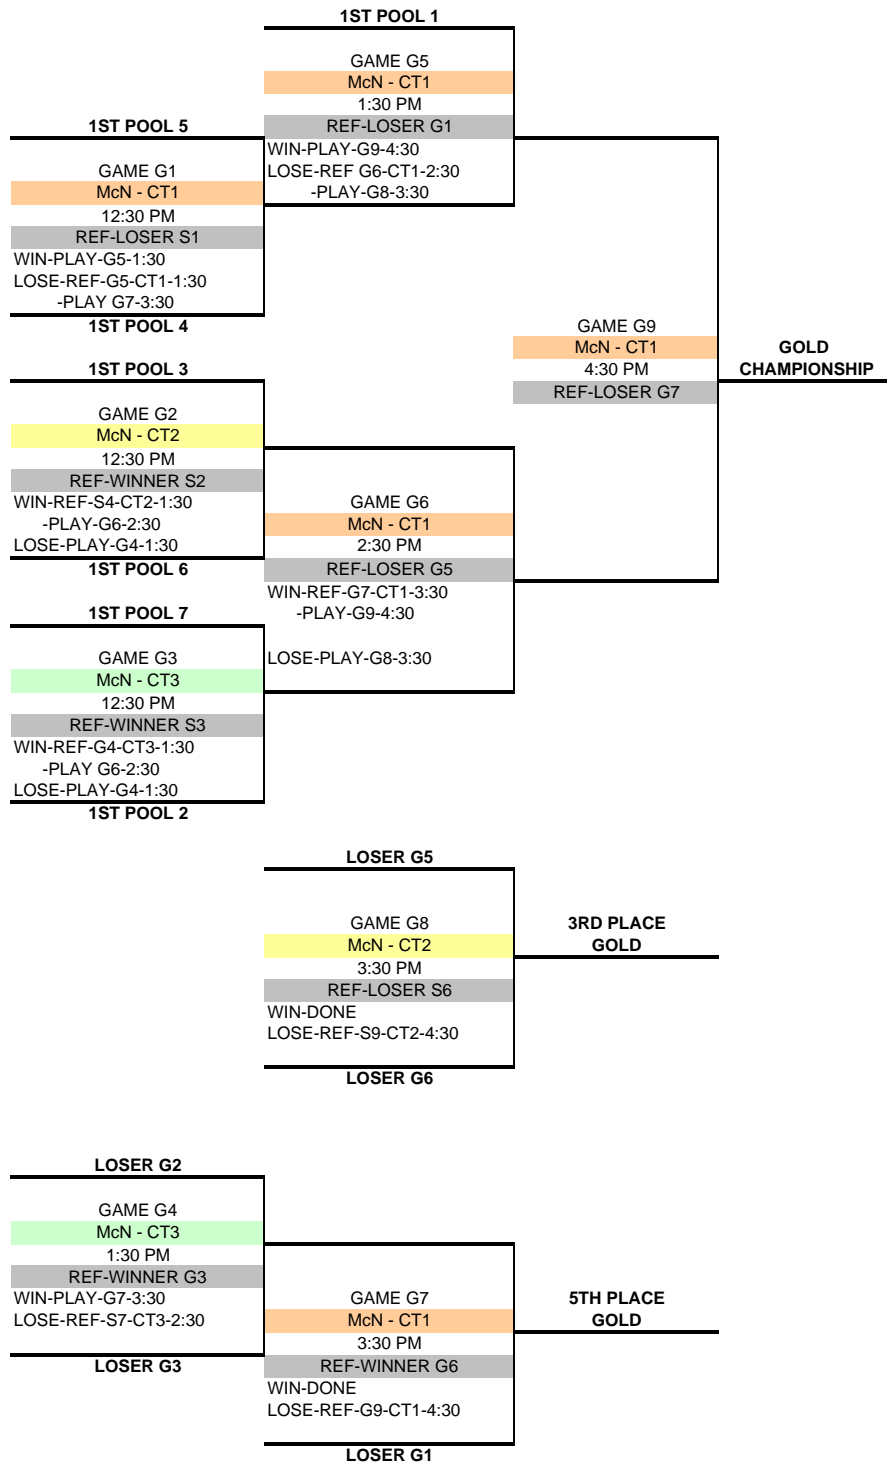 1ST POOL 1
GAME G5
McN - CT1
1:30 PM
REF-LOSER G1
WIN-PLAY-G9-4:30
LOSE-REF G6-CT1-2:30
-PLAY-G8-3:30
1ST POOL 5
GAME G1
McN - CT1
12:30 PM
REF-LOSER S1
WIN-PLAY-G5-1:30
LOSE-REF-G5-CT1-1:30
-PLAY G7-3:30
1ST POOL 4
GAME G9
McN - CT1
4:30 PM
REF-LOSER G7
GOLD
CHAMPIONSHIP
1ST POOL 3
GAME G2
McN - CT2
12:30 PM
REF-WINNER S2
WIN-REF-S4-CT2-1:30
-PLAY-G6-2:30
LOSE-PLAY-G4-1:30
1ST POOL 6
GAME G6
McN - CT1
2:30 PM
REF-LOSER G5
WIN-REF-G7-CT1-3:30
-PLAY-G9-4:30
LOSE-PLAY-G8-3:30
1ST POOL 7
GAME G3
McN - CT3
12:30 PM
REF-WINNER S3
WIN-REF-G4-CT3-1:30
-PLAY G6-2:30
LOSE-PLAY-G4-1:30
1ST POOL 2
LOSER G5
GAME G8
McN - CT2
3:30 PM
REF-LOSER S6
WIN-DONE
LOSE-REF-S9-CT2-4:30
LOSER G6
3RD PLACE
GOLD
LOSER G2
GAME G4
McN - CT3
1:30 PM
REF-WINNER G3
WIN-PLAY-G7-3:30
LOSE-REF-S7-CT3-2:30
LOSER G3
GAME G7
McN - CT1
3:30 PM
REF-WINNER G6
WIN-DONE
LOSE-REF-G9-CT1-4:30
LOSER G1
5TH PLACE
GOLD